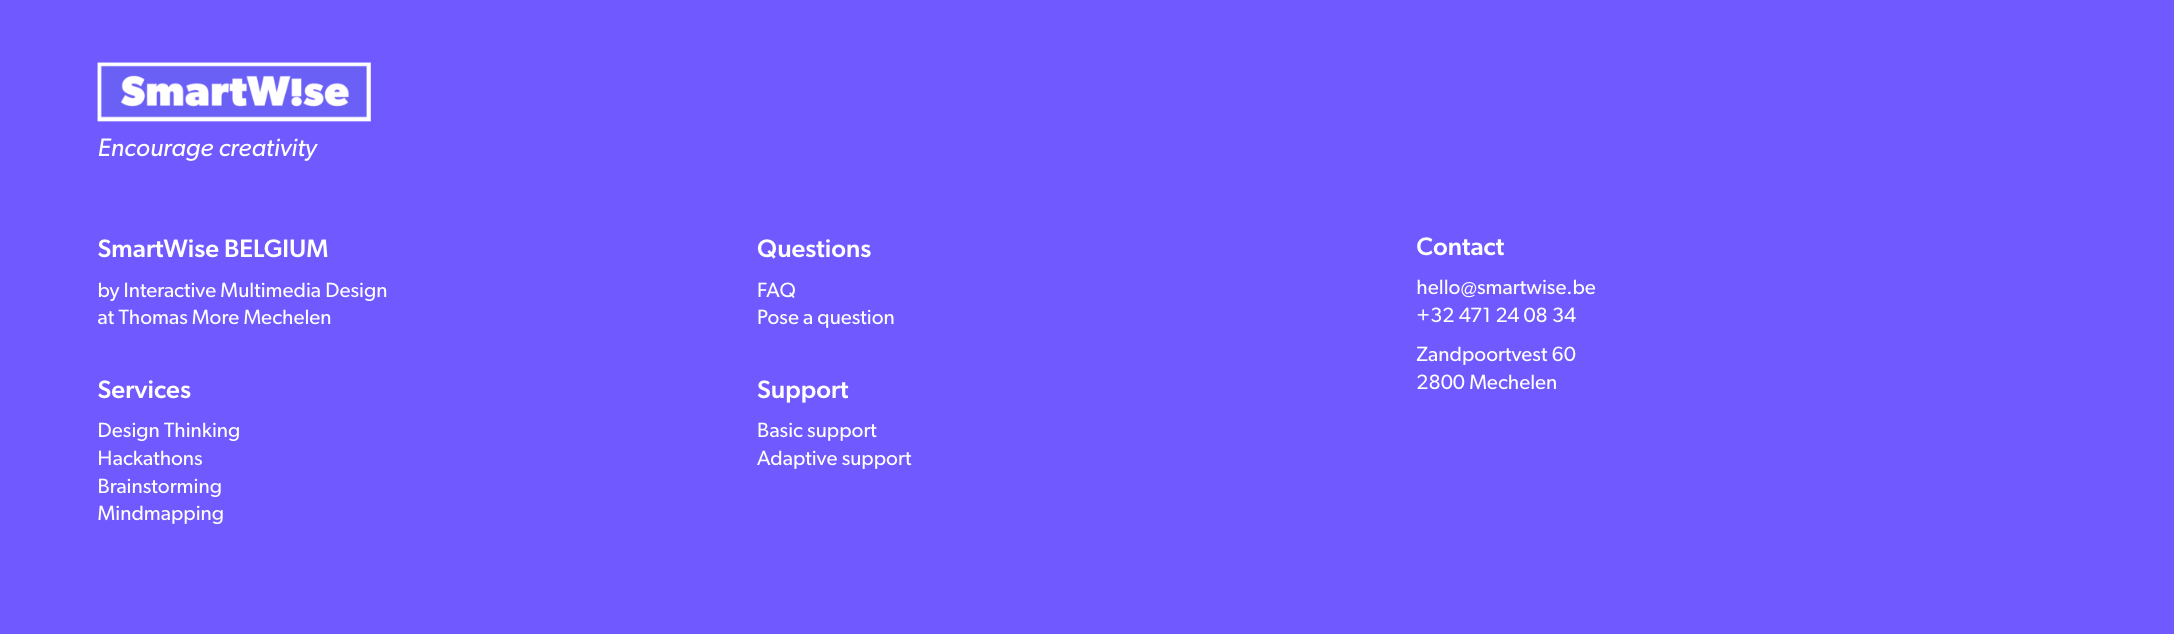 SmartW!se
Encourage creativity
SmartWise BELGIUM
by Interactive Multimedia Design
at Thomas More Mechelen
Services
Design Thinking
Hackathons
Brainstorming
Mindmapping
Questions
FAQ
Pose a question
Support
Basic support
Adaptive support
Contact
hello@smartwise.be
+32 471 24 08 34
Zandpoortvest 60
2800 Mechelen